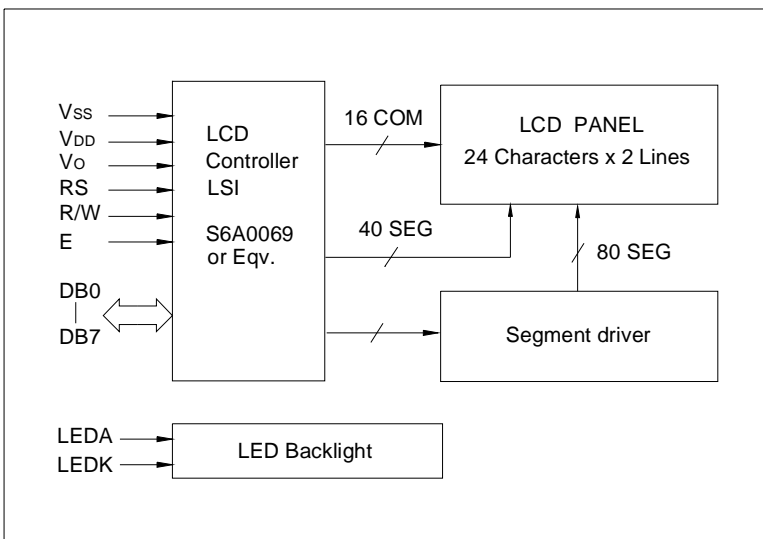 VSS
VDD
VO
RS
R/W
E
DB0
DB7
LCD
Controller
LSI
S6A0069
or Eqv.
16 COM
40 SEG
LCD PANEL
24 Characters x 2 Lines
80 SEG
Segment driver
LEDA
LEDK
LED Backlight